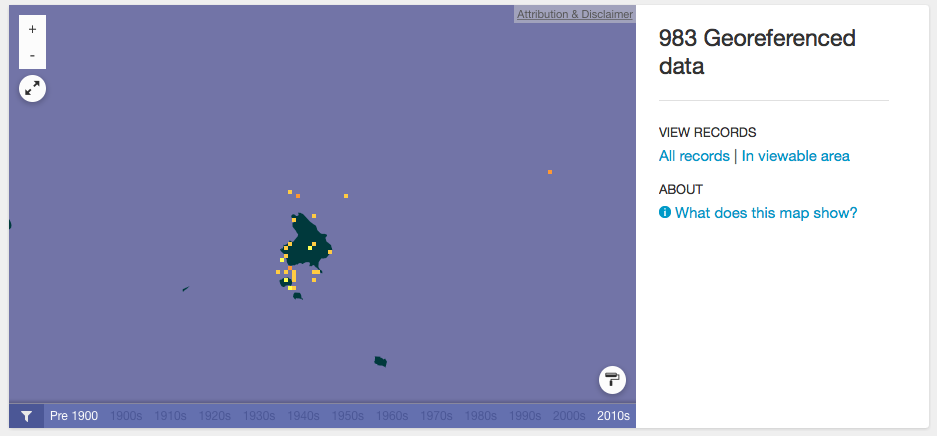 Attribution & Disclaimer
+
-
983 Georeferenced
data
VIEW RECORDS
All records | In viewable area
ABOUT
What does this map show?
Pre 1900 1900s 1910s 1920s 1930s 1940s 1950s 1960s 1970s 1980s 1990s 2000s 2010s